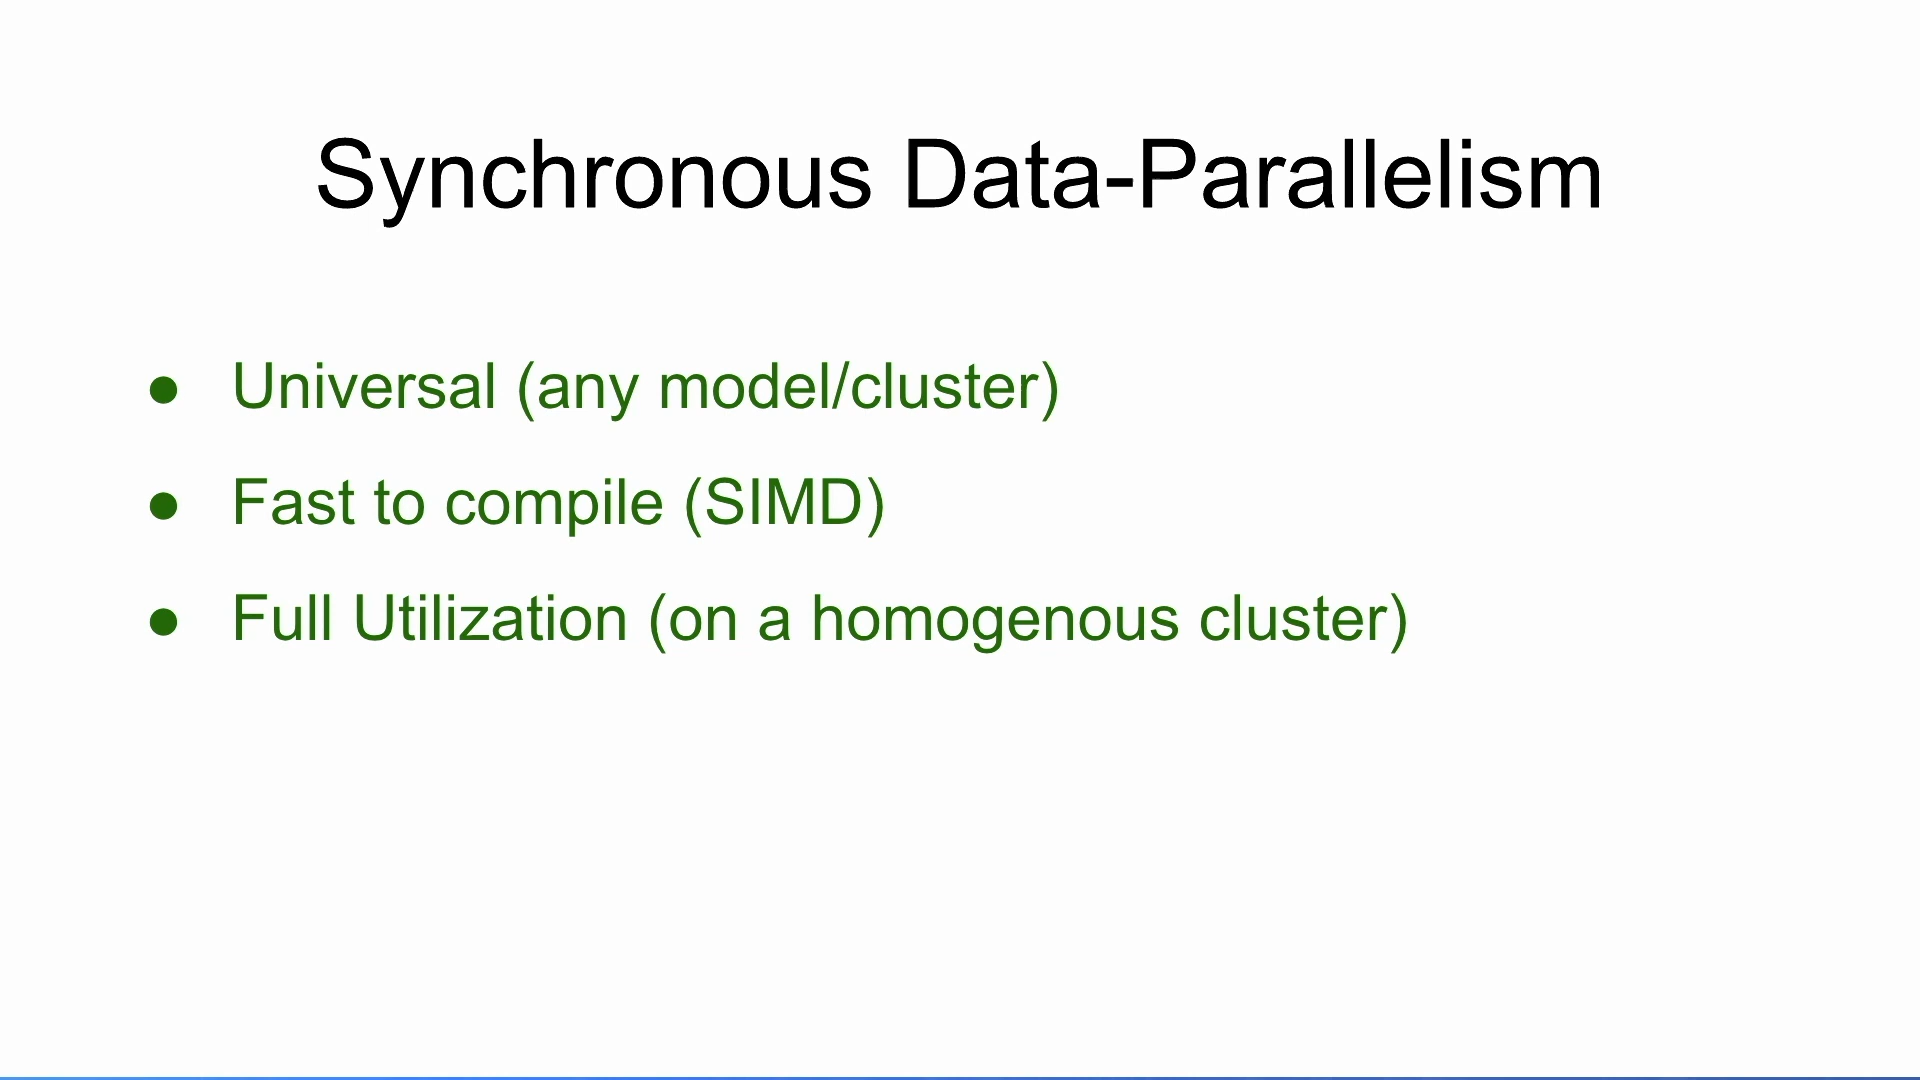 Synchronous Data-Parallelism
● Universal (any model/cluster)
● Fast to compile (SIMD)
● Full Utilization (on a homogenous cluster)